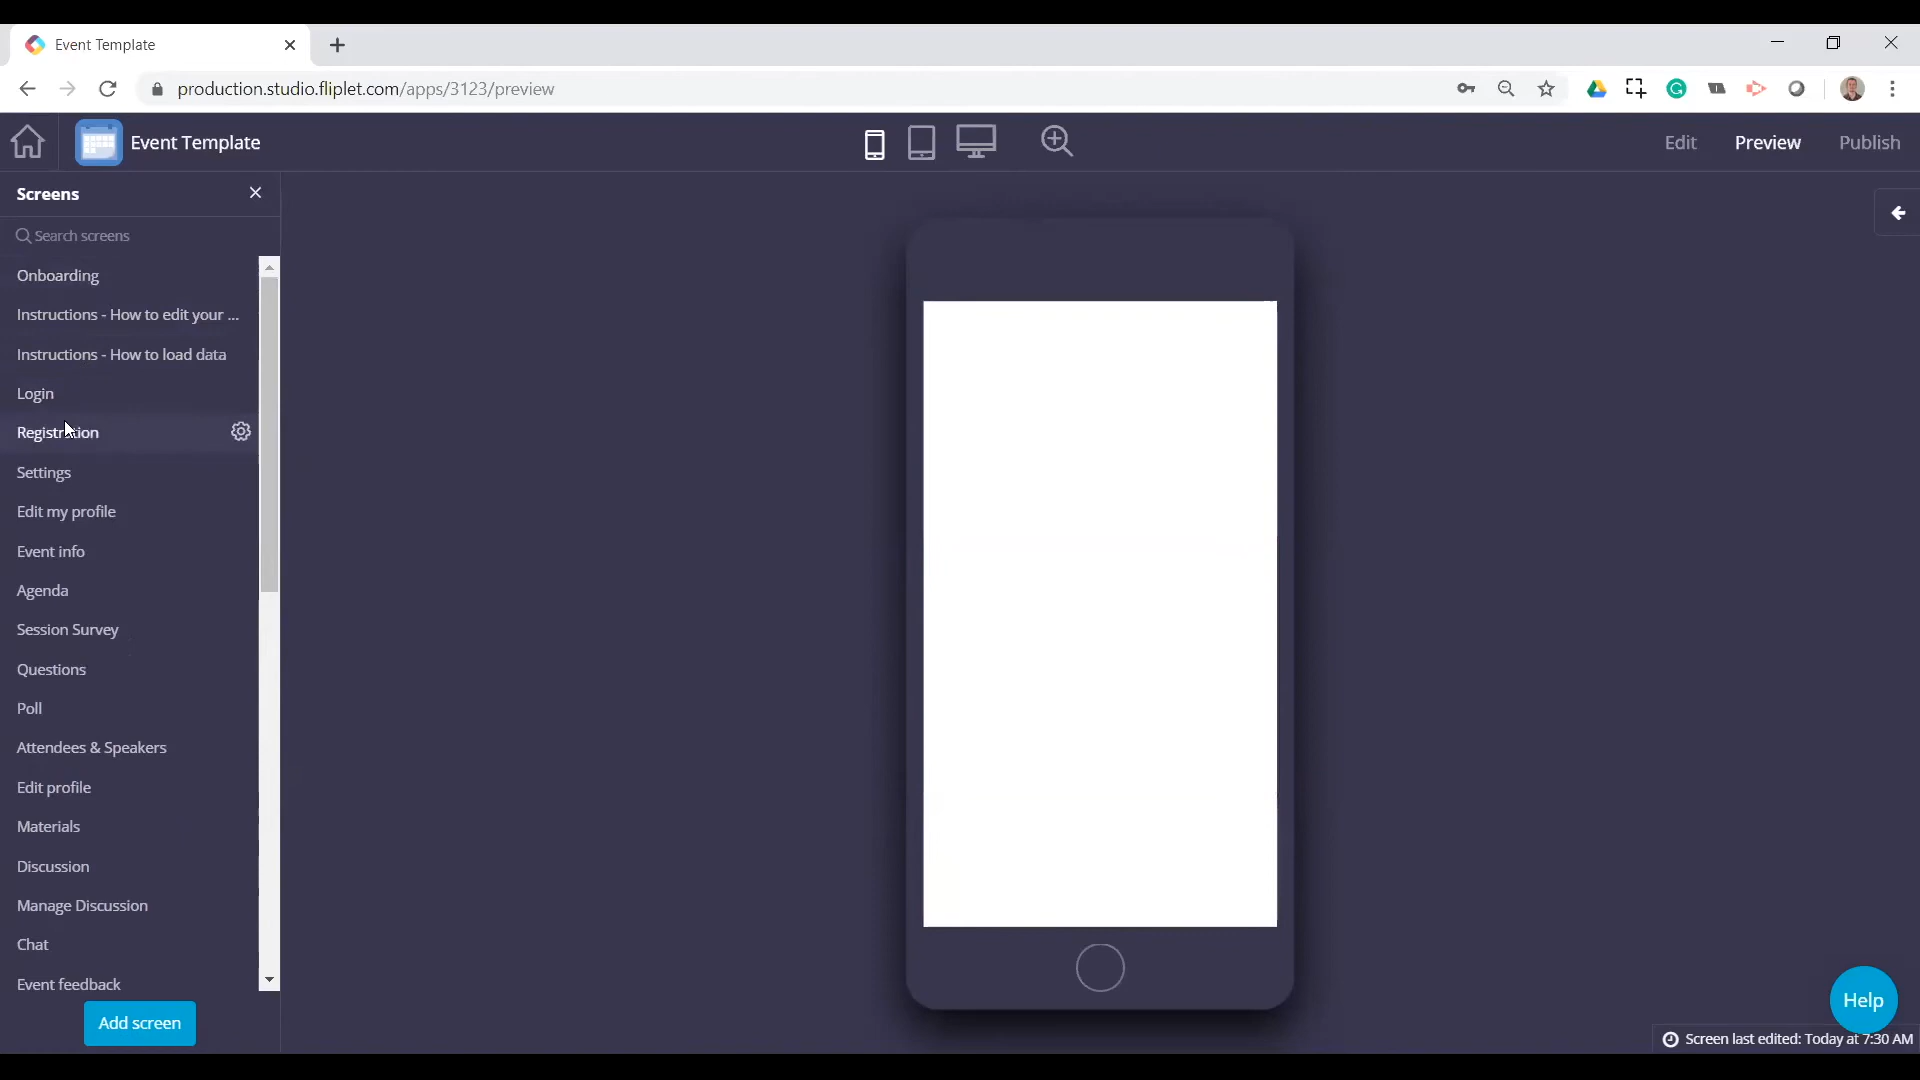 Event Template
production.studio.fliplet.com/apps/3123/preview
Event Template
Edit
Preview
Publish
Screens
Search screens
Onboarding
Instructions - How to edit your ...
Instructions - How to load data
Login
Registration
Settings
Edit my profile
Event info
Agenda
Session Survey
Questions
Poll
Attendees & Speakers
Edit profile
Materials
Discussion
Manage Discussion
Chat
Event feedback
Add screen
Help
Screen last edited: Today at 7:30 AM